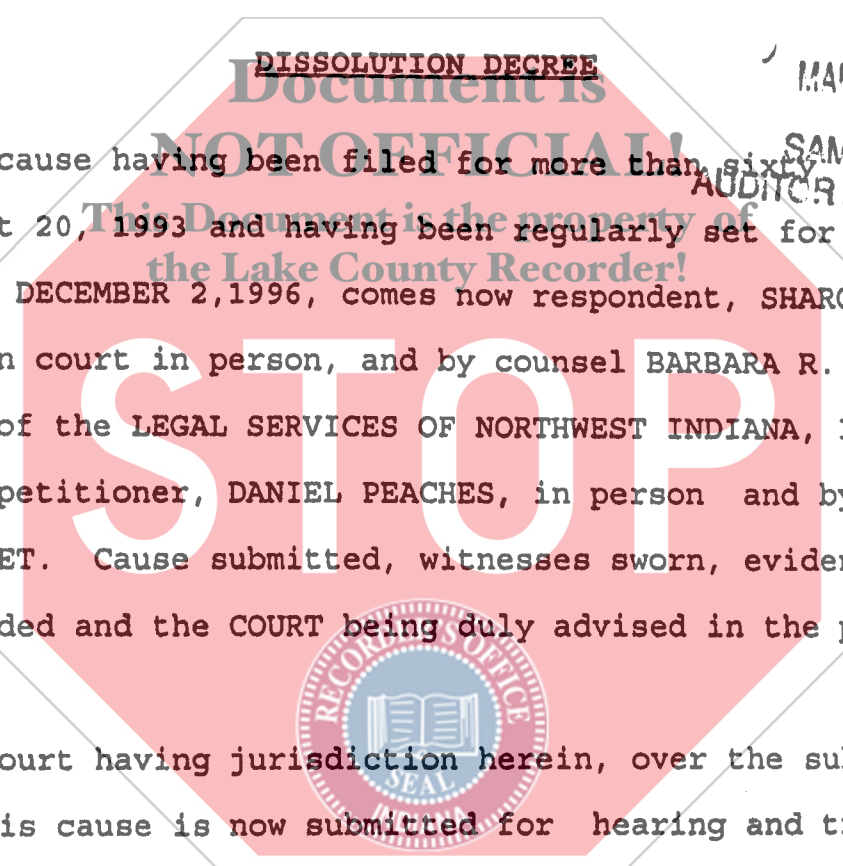 DISSOLUTION DECREE
Document is
NOT OFFICIAL!
This Document is the property of
the Lake County Recorder!
STOP
AUDITOR
cause having been filed for more than sixty
t 20, 1993 and having been regularly set for
DECEMBER 2,1996, comes now respondent, SHARO
n court in person, and by counsel BARBARA R.
of the LEGAL SERVICES OF NORTHWEST INDIANA,
petitioner, DANIEL PEACHES, in person and by
ET. Cause submitted, witnesses sworn, eviden
ded and the COURT being duly advised in the p
RECORDER'S OFFICE
SEAL
INDIANA
ourt having jurisdiction herein, over the su
is cause is now submitted for hearing and t